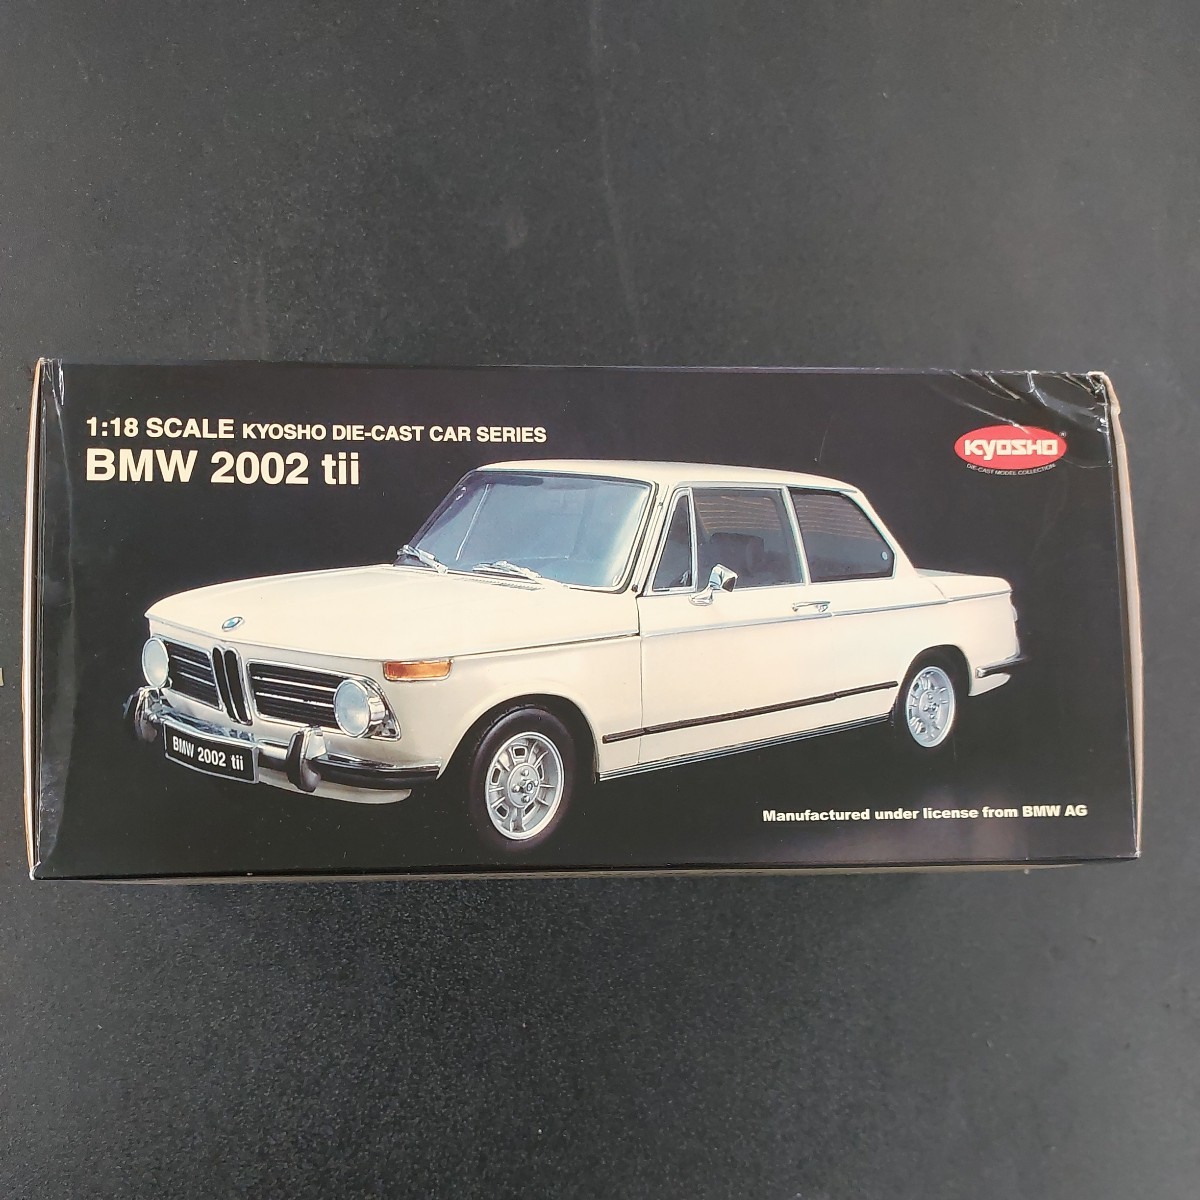 1:18 SCALE KYOSHO DIE-CAST CAR SERIES
BMW 2002 tii
KYOSHO®
DIE-CAST MODEL COLLECTION
BMW 2002 tii
Manufactured under license from BMW AG